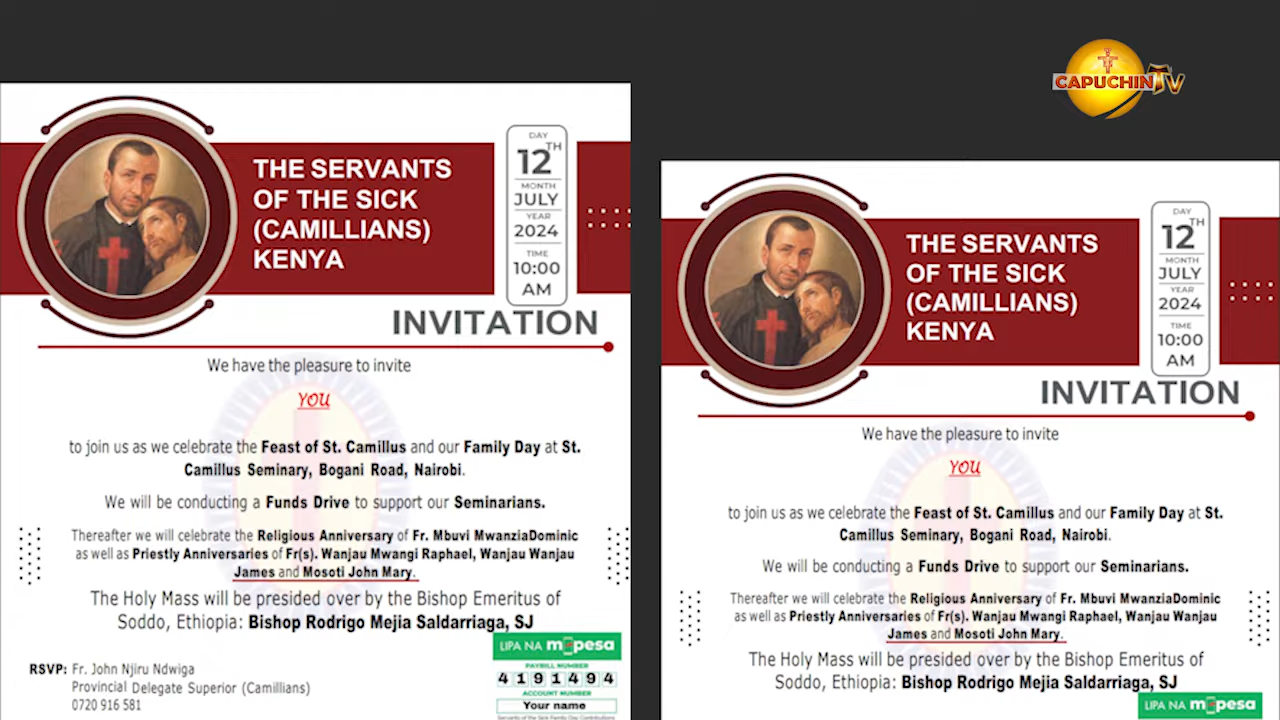 CAPUCHIN TV
THE SERVANTS
OF THE SICK
(CAMILLIANS)
KENYA
DAY
12TH
MONTH
JULY
YEAR
2024
TIME
10:00
AM
INVITATION
We have the pleasure to invite
YOU
to join us as we celebrate the Feast of St. Camillus and our Family Day at St.
Camillus Seminary, Bogani Road, Nairobi.
We will be conducting a Funds Drive to support our Seminarians.
Thereafter we will celebrate the Religious Anniversary of Fr. Mbuvi MwanziaDominic
as well as Priestly Anniversaries of Fr(s). Wanjau Mwangi Raphael, Wanjau Wanjau
James and Mosoti John Mary.
The Holy Mass will be presided over by the Bishop Emeritus of
Soddo, Ethiopia: Bishop Rodrigo Mejia Saldarriaga, SJ
RSVP: Fr. John Njiru Ndwiga
Provincial Delegate Superior (Camillians)
0720 916 581
LIPA NA m-pesa
PAYBILL NUMBER
4191494
ACCOUNT NUMBER
Your name
Servants of the Sick Family Day Contributions
THE SERVANTS
OF THE SICK
(CAMILLIANS)
KENYA
DAY
12TH
MONTH
JULY
YEAR
2024
TIME
10:00
AM
INVITATION
We have the pleasure to invite
YOU
to join us as we celebrate the Feast of St. Camillus and our Family Day at St.
Camillus Seminary, Bogani Road, Nairobi.
We will be conducting a Funds Drive to support our Seminarians.
Thereafter we will celebrate the Religious Anniversary of Fr. Mbuvi MwanziaDominic
as well as Priestly Anniversaries of Fr(s). Wanjau Mwangi Raphael, Wanjau Wanjau
James and Mosoti John Mary.
The Holy Mass will be presided over by the Bishop Emeritus of
Soddo, Ethiopia: Bishop Rodrigo Mejia Saldarriaga, SJ
LIPA NA m-pesa